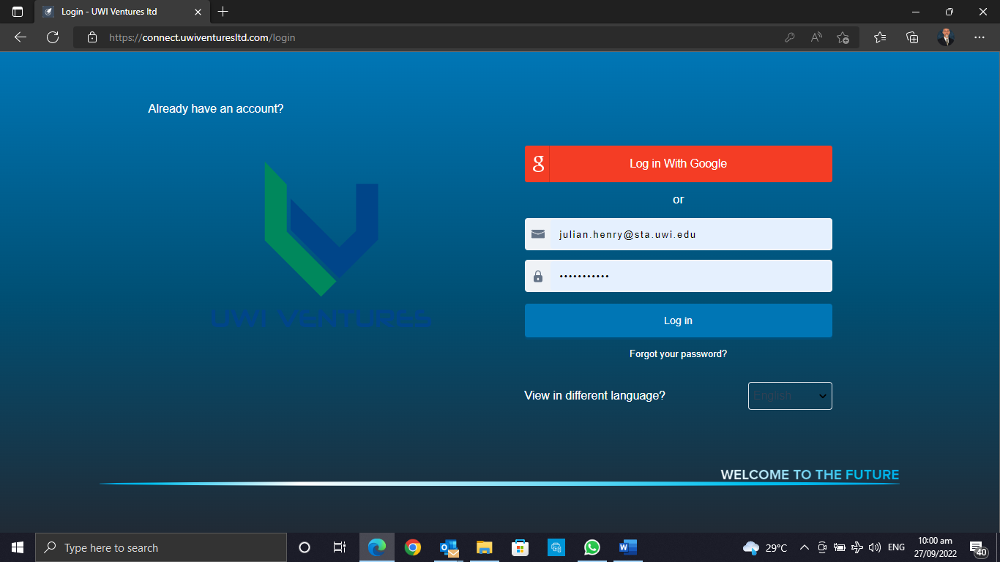 Login - UWI Ventures ltd
https://connect.uwiventuresltd.com/login
Already have an account?
g Log in With Google
or
julian.henry@sta.uwi.edu
•••••••••••
Log in
Forgot your password?
UWI VENTURES
View in different language? English
WELCOME TO THE FUTURE
Type here to search
29°C
ENG
10:00 am
27/09/2022
40